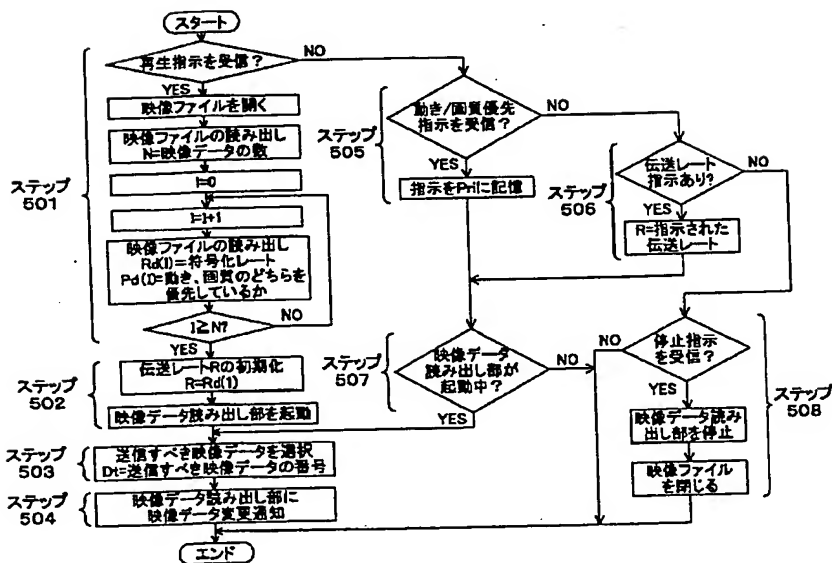 スタート
再生指示を受信？
NO
YES
映像ファイルを開く
映像ファイルの読み出し
N=映像データの数
I=0
I=I+1
映像ファイルの読み出し
Rd(I)=符号化レート
Pd(I)=動き、画質のどちらを
優先しているか
I≧N?
NO
YES
ステップ
501
伝送レートRの初期化
R=Rd(1)
映像データ読み出し部を起動
ステップ
502
送信すべき映像データを選択
Dt=送信すべき映像データの番号
ステップ
503
映像データ読み出し部に
映像データ変更通知
ステップ
504
エンド
動き/画質優先
指示を受信？
NO
YES
指示をPriに記憶
ステップ
505
伝送レート
指示あり?
NO
YES
R=指示された
伝送レート
ステップ
506
映像データ
読み出し部が
起動中？
NO
YES
ステップ
507
停止指示
を受信？
NO
YES
映像データ読み
出し部を停止
映像ファイル
を閉じる
ステップ
508